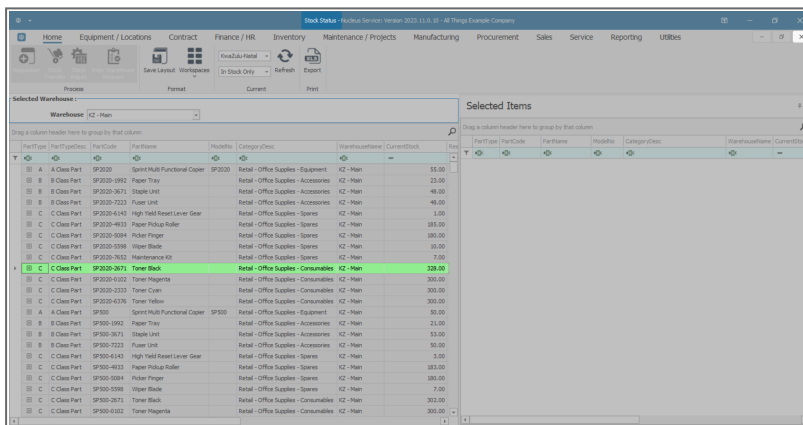 Stock Status - Nucleus Service: Version 2023.11.0.10 - All Things Example Company
Home Equipment / Locations Contract Finance / HR Inventory Maintenance / Projects Manufacturing Procurement Sales Service Reporting Utilities
KwaZulu-Natal
In Stock Only
Save Layout Workspaces Refresh Export
Process Format Current Print
Selected Warehouse :
Warehouse KZ - Main
Drag a column header here to group by that column
PartType PartTypeDesc PartCode PartName ModelNo CategoryDesc WarehouseName CurrentStock Res
A A Class Part SP2020 Sprint Multi Functional Copier SP2020 Retail - Office Supplies - Equipment KZ - Main 55.00
B B Class Part SP2020-1992 Paper Tray Retail - Office Supplies - Accessories KZ - Main 23.00
B B Class Part SP2020-3671 Staple Unit Retail - Office Supplies - Accessories KZ - Main 48.00
B B Class Part SP2020-7223 Fuser Unit Retail - Office Supplies - Accessories KZ - Main 48.00
C C Class Part SP2020-6143 High Yield Reset Lever Gear Retail - Office Supplies - Spares KZ - Main 1.00
C C Class Part SP2020-4933 Paper Pickup Roller Retail - Office Supplies - Spares KZ - Main 185.00
C C Class Part SP2020-5084 Picker Finger Retail - Office Supplies - Spares KZ - Main 180.00
C C Class Part SP2020-5598 Wiper Blade Retail - Office Supplies - Spares KZ - Main 10.00
C C Class Part SP2020-7652 Maintenance Kit Retail - Office Supplies - Spares KZ - Main 7.00
C C Class Part SP2020-2671 Toner Black Retail - Office Supplies - Consumables KZ - Main 328.00
C C Class Part SP2020-0102 Toner Magenta Retail - Office Supplies - Consumables KZ - Main 300.00
C C Class Part SP2020-2333 Toner Cyan Retail - Office Supplies - Consumables KZ - Main 300.00
C C Class Part SP2020-6376 Toner Yellow Retail - Office Supplies - Consumables KZ - Main 300.00
A A Class Part SP500 Sprint Multi Functional Copier SP500 Retail - Office Supplies - Equipment KZ - Main 50.00
B B Class Part SP500-1992 Paper Tray Retail - Office Supplies - Accessories KZ - Main 21.00
B B Class Part SP500-3671 Staple Unit Retail - Office Supplies - Accessories KZ - Main 53.00
B B Class Part SP500-7223 Fuser Unit Retail - Office Supplies - Accessories KZ - Main 50.00
C C Class Part SP500-6143 High Yield Reset Lever Gear Retail - Office Supplies - Spares KZ - Main 3.00
C C Class Part SP500-4933 Paper Pickup Roller Retail - Office Supplies - Spares KZ - Main 183.00
C C Class Part SP500-5084 Picker Finger Retail - Office Supplies - Spares KZ - Main 180.00
C C Class Part SP500-5598 Wiper Blade Retail - Office Supplies - Spares KZ - Main 7.00
C C Class Part SP500-2671 Toner Black Retail - Office Supplies - Consumables KZ - Main 302.00
C C Class Part SP500-0102 Toner Magenta Retail - Office Supplies - Consumables KZ - Main 300.00
Selected Items
Drag a column header here to group by that column
PartType PartCode PartName ModelNo CategoryDesc WarehouseName CurrentStoc